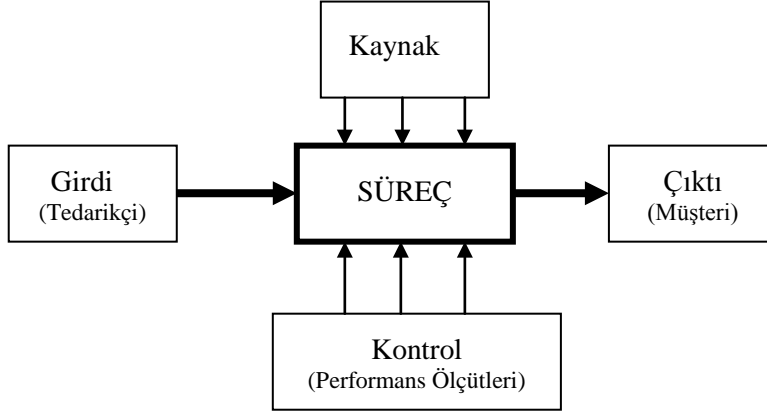 Kaynak
Girdi
(Tedarikçi)
SÜREÇ
Çıktı
(Müşteri)
Kontrol
(Performans Ölçütleri)